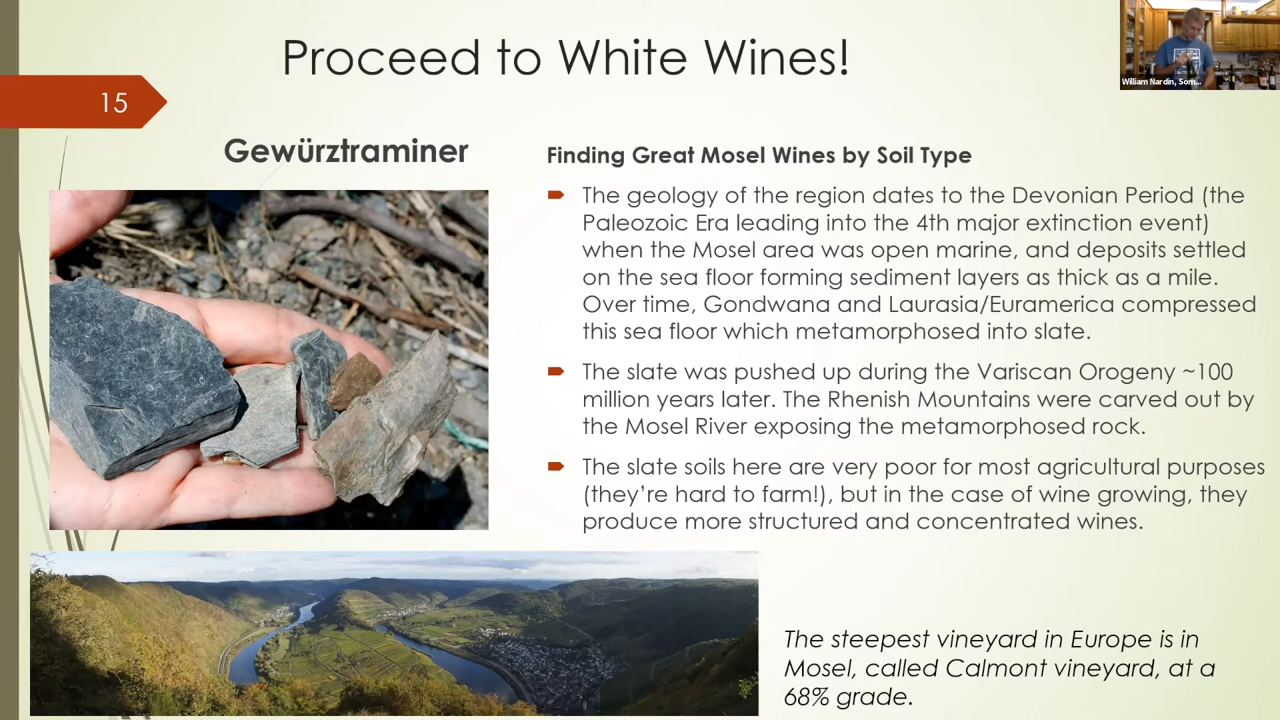 Proceed to White Wines!
William Nardin, Som...
15
Gewürztraminer
Finding Great Mosel Wines by Soil Type
The geology of the region dates to the Devonian Period (the
Paleozoic Era leading into the 4th major extinction event)
when the Mosel area was open marine, and deposits settled
on the sea floor forming sediment layers as thick as a mile.
Over time, Gondwana and Laurasia/Euramerica compressed
this sea floor which metamorphosed into slate.
The slate was pushed up during the Variscan Orogeny ~100
million years later. The Rhenish Mountains were carved out by
the Mosel River exposing the metamorphosed rock.
The slate soils here are very poor for most agricultural purposes
(they're hard to farm!), but in the case of wine growing, they
produce more structured and concentrated wines.
The steepest vineyard in Europe is in
Mosel, called Calmont vineyard, at a
68% grade.